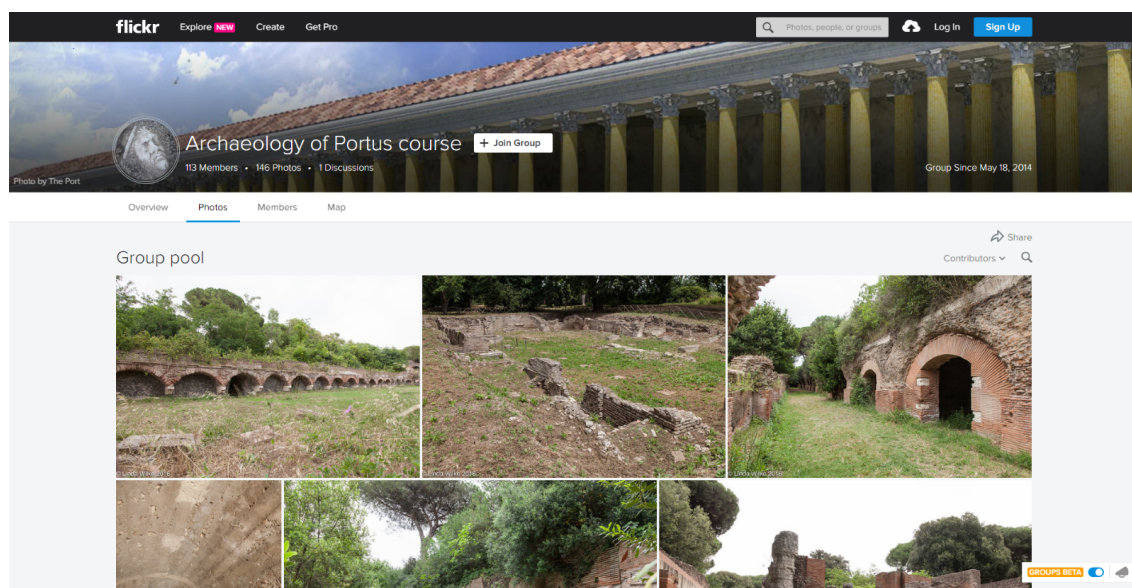 flickr Explore NEW Create Get Pro Photos, people, or groups Log In Sign Up
Archaeology of Portus course + Join Group
113 Members • 146 Photos • 1 Discussions Group Since May 18, 2014
Photo by The Port
Overview Photos Members Map
Share
Group pool Contributors
GROUPS BETA